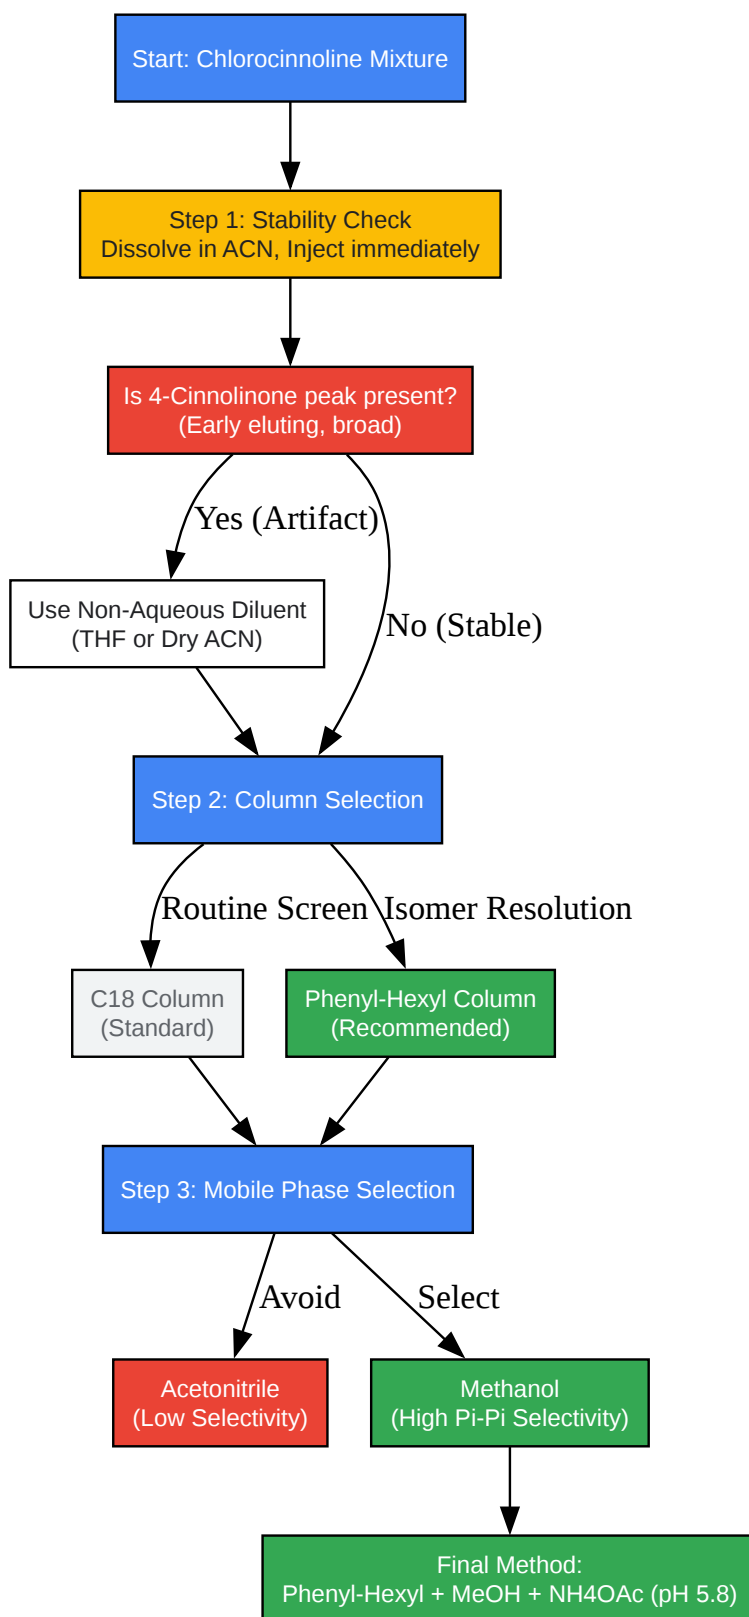 Start: Chlorocinnoline Mixture
Step 1: Stability Check
Dissolve in ACN, Inject immediately
Is 4-Cinnolinone peak present?
(Early eluting, broad)
Yes (Artifact)
Use Non-Aqueous Diluent
(THF or Dry ACN)
No (Stable)
Step 2: Column Selection
Routine Screen
Isomer Resolution
C18 Column
(Standard)
Phenyl-Hexyl Column
(Recommended)
Step 3: Mobile Phase Selection
Avoid
Select
Acetonitrile
(Low Selectivity)
Methanol
(High Pi-Pi Selectivity)
Final Method:
Phenyl-Hexyl + MeOH + NH4OAc (pH 5.8)